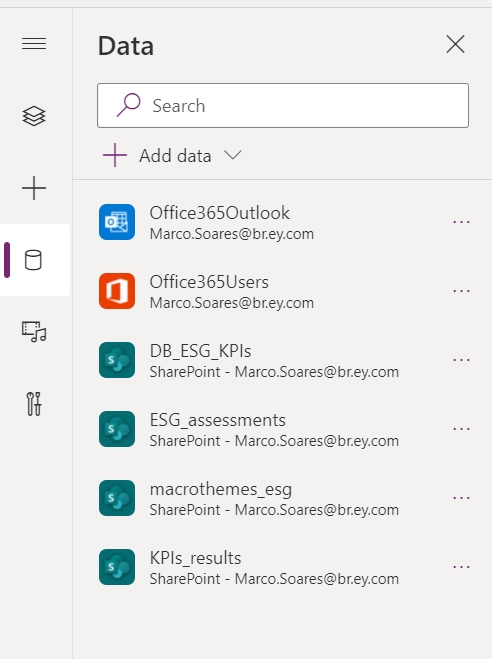 Data
Search
Add data
Office365Outlook
Marco.Soares@br.ey.com
Office365Users
Marco.Soares@br.ey.com
DB_ESG_KPIs
SharePoint - Marco.Soares@br.ey.com
ESG_assessments
SharePoint - Marco.Soares@br.ey.com
macrothemes_esg
SharePoint - Marco.Soares@br.ey.com
KPIs_results
SharePoint - Marco.Soares@br.ey.com